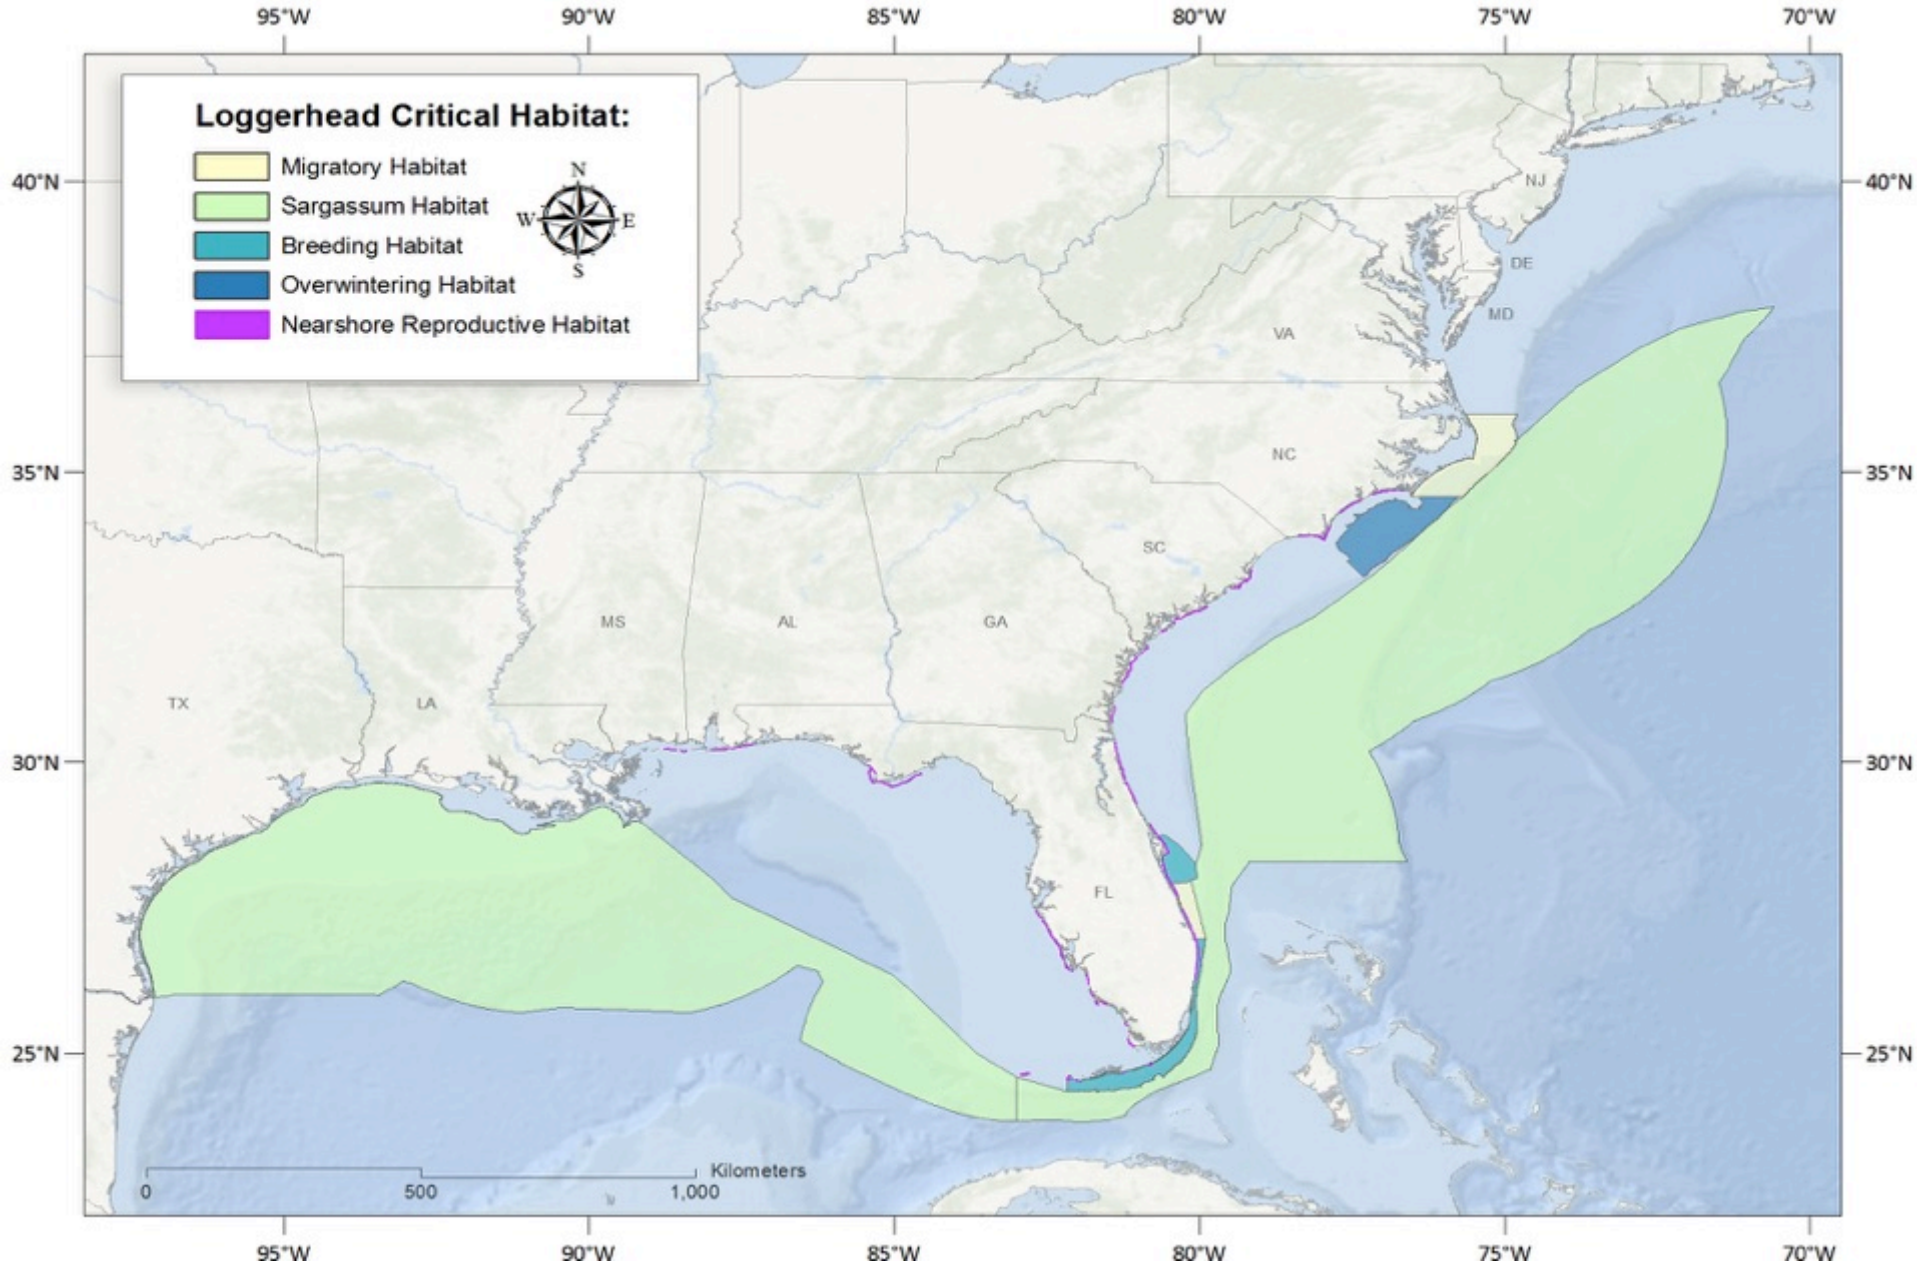 95°W 90°W 85°W 80°W 75°W 70°W
Loggerhead Critical Habitat:
Migratory Habitat
Sargassum Habitat
Breeding Habitat
Overwintering Habitat
Nearshore Reproductive Habitat
N
W E
S
40°N 40°N
NJ
DE
MD
VA
35°N 35°N
NC
SC
MS AL GA
TX LA
30°N 30°N
FL
25°N 25°N
Kilometers
0 500 1,000
95°W 90°W 85°W 80°W 75°W 70°W